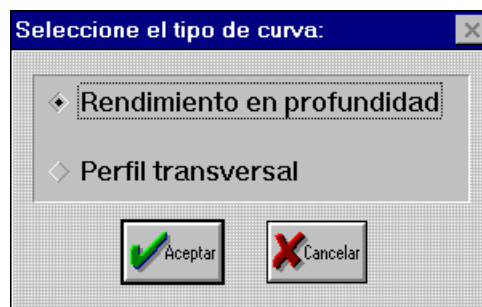 Seleccione el tipo de curva:
Rendimiento en profundidad
Perfil transversal
Aceptar
Cancelar